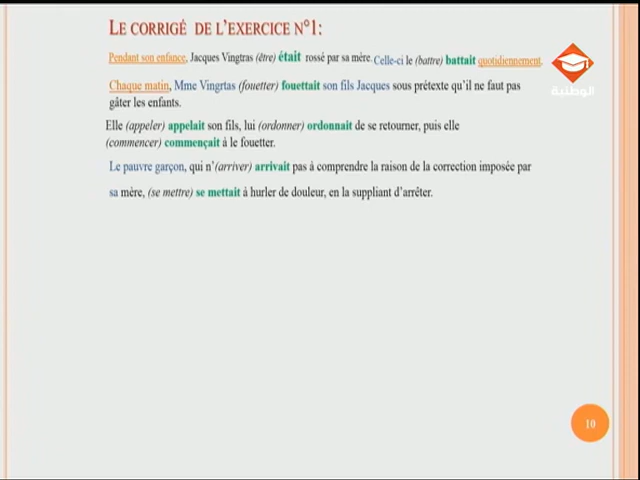 LE CORRIGÉ DE L'EXERCICE N°1:
Pendant son enfance, Jacques Vingtras (être) était rossé par sa mère. Celle-ci le (battre) battait quotidiennement.
Chaque matin, Mme Vingrtas (fouetter) fouettait son fils Jacques sous prétexte qu'il ne faut pas
gâter les enfants.
Elle (appeler) appelait son fils, lui (ordonner) ordonnait de se retourner, puis elle
(commencer) commençait à le fouetter.
Le pauvre garçon, qui n'(arriver) arrivait pas à comprendre la raison de la correction imposée par
sa mère, (se mettre) se mettait à hurler de douleur, en la suppliant d'arrêter.
الوطنية
10